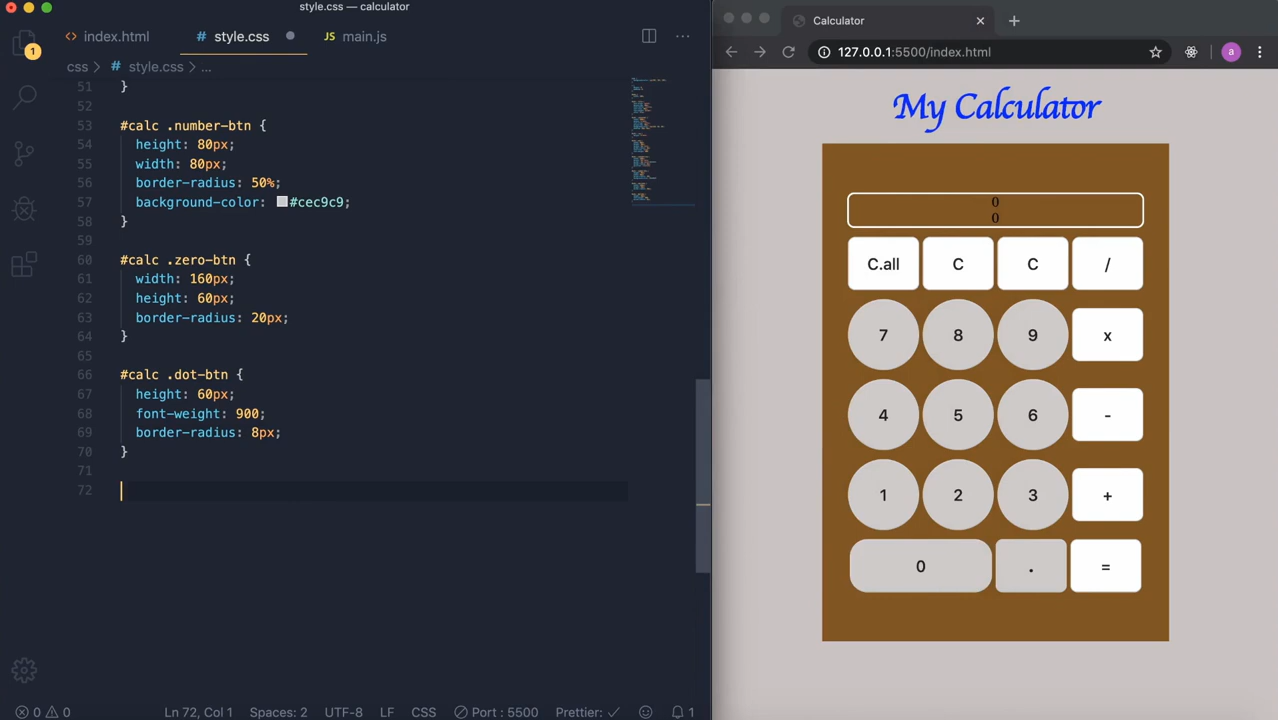 style.css — calculator
1
<> index.html
# style.css
JS main.js
...
css > # style.css > ...
51 }
52
53 #calc .number-btn {
54 height: 80px;
55 width: 80px;
56 border-radius: 50%;
57 background-color: #cec9c9;
58 }
59
60 #calc .zero-btn {
61 width: 160px;
62 height: 60px;
63 border-radius: 20px;
64 }
65
66 #calc .dot-btn {
67 height: 60px;
68 font-weight: 900;
69 border-radius: 8px;
70 }
71
72
0 0
Ln 72, Col 1
Spaces: 2
UTF-8
LF
CSS
Port : 5500
Prettier: ✓
1
Calculator
127.0.0.1:5500/index.html
a
My Calculator
0
0
C.all C C /
7 8 9 x
4 5 6 -
1 2 3 +
0 . =